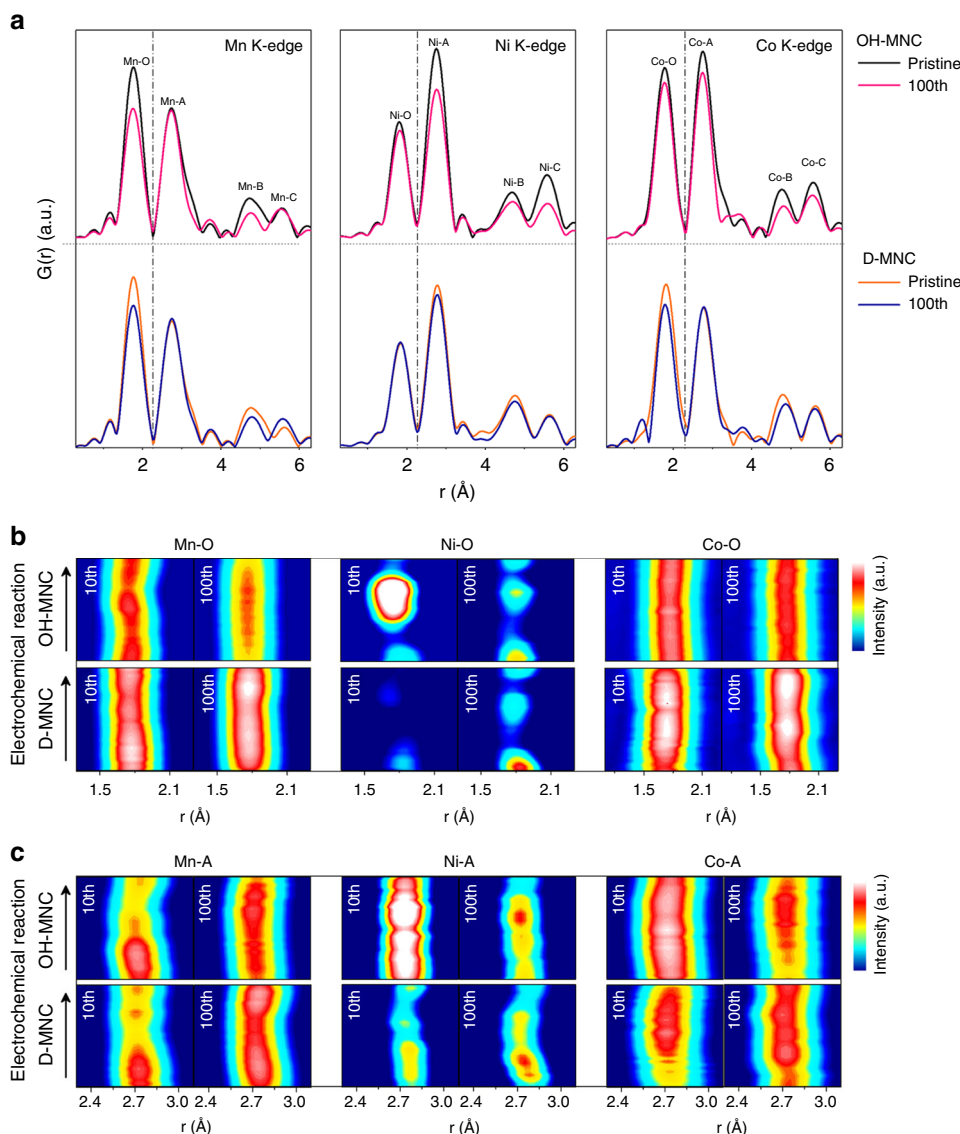 a
Mn K-edge
Ni K-edge
Co K-edge
OH-MNC
Pristine
100th
Mn-O
Mn-A
Mn-B
Mn-C
Ni-O
Ni-A
Ni-B
Ni-C
Co-O
Co-A
Co-B
Co-C
G(r) (a.u.)
D-MNC
Pristine
100th
2 4 6
2 4 6
2 4 6
r (Å)
b
Mn-O
Ni-O
Co-O
Electrochemical reaction
OH-MNC
D-MNC
10th
100th
10th
100th
10th
100th
10th
100th
10th
100th
10th
100th
Intensity (a.u.)
1.5 2.1 1.5 2.1
1.5 2.1 1.5 2.1
1.5 2.1 1.5 2.1
r (Å)
r (Å)
r (Å)
c
Mn-A
Ni-A
Co-A
Electrochemical reaction
OH-MNC
D-MNC
10th
100th
10th
100th
10th
100th
10th
100th
10th
100th
10th
100th
Intensity (a.u.)
2.4 2.7 3.0 2.7 3.0
2.4 2.7 3.0 2.7 3.0
2.4 2.7 3.0 2.7 3.0
r (Å)
r (Å)
r (Å)